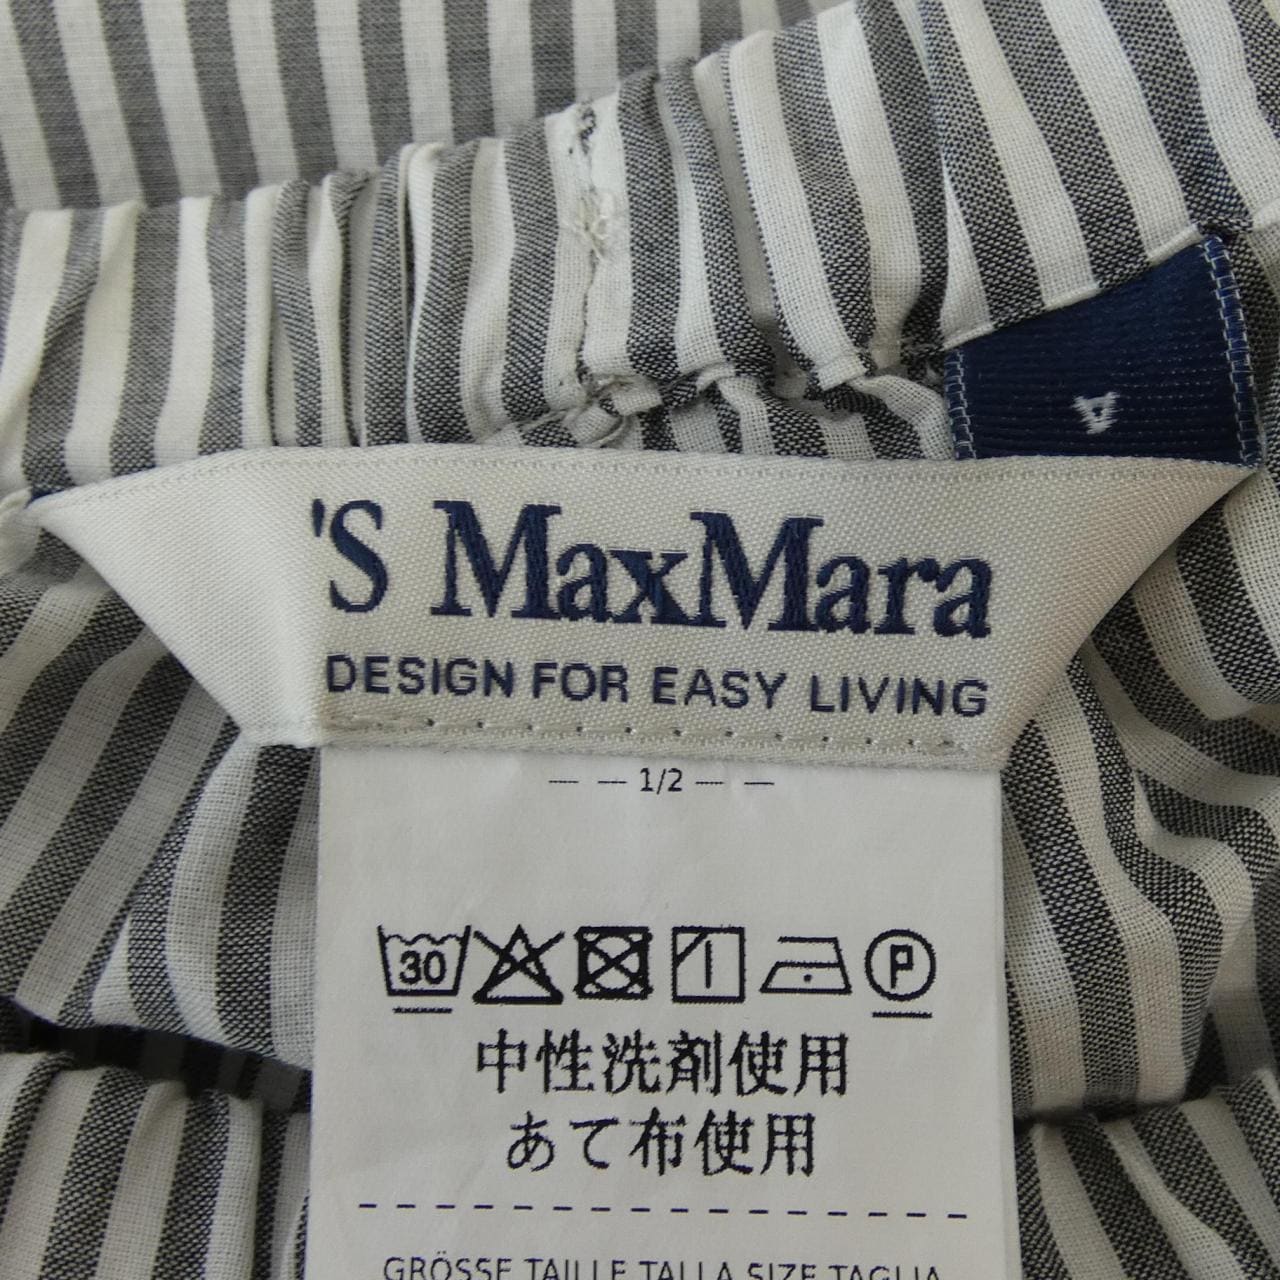 A
'S MaxMara
DESIGN FOR EASY LIVING
— — 1/2 — —
30 P
中性洗剤使用
あて布使用
GRÖSSE TAILLE TALLA SIZE TAGLIA